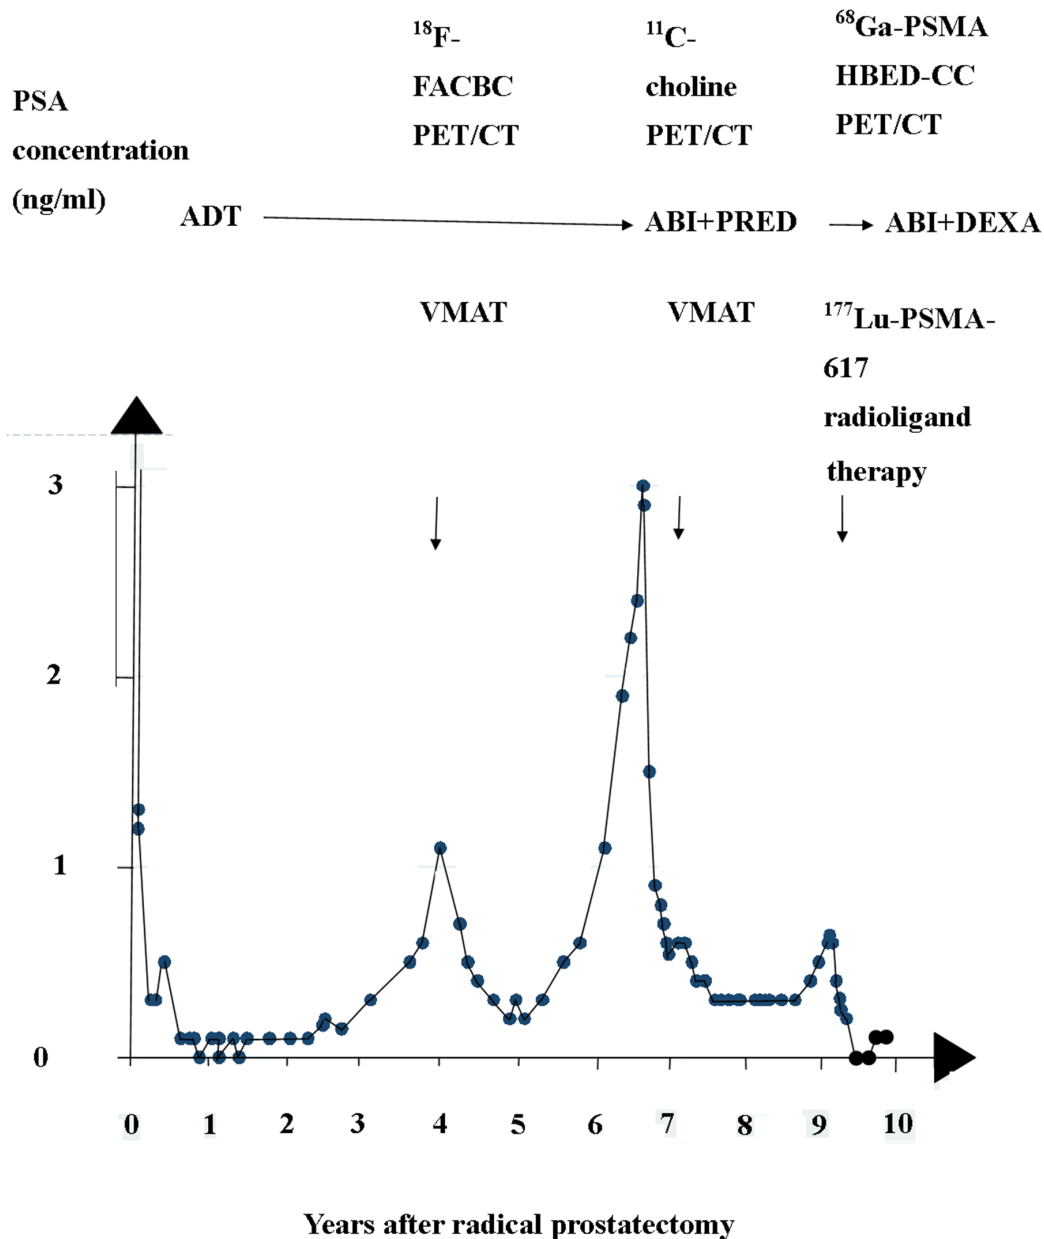 PSA
concentration
(ng/ml)
¹⁸F-
FACBC
PET/CT
¹¹C-
choline
PET/CT
⁶⁸Ga-PSMA
HBED-CC
PET/CT
ADT
ABI+PRED
ABI+DEXA
VMAT
VMAT
¹⁷⁷Lu-PSMA-
617
radioligand
therapy
3
2
1
0
0 1 2 3 4 5 6 7 8 9 10
Years after radical prostatectomy